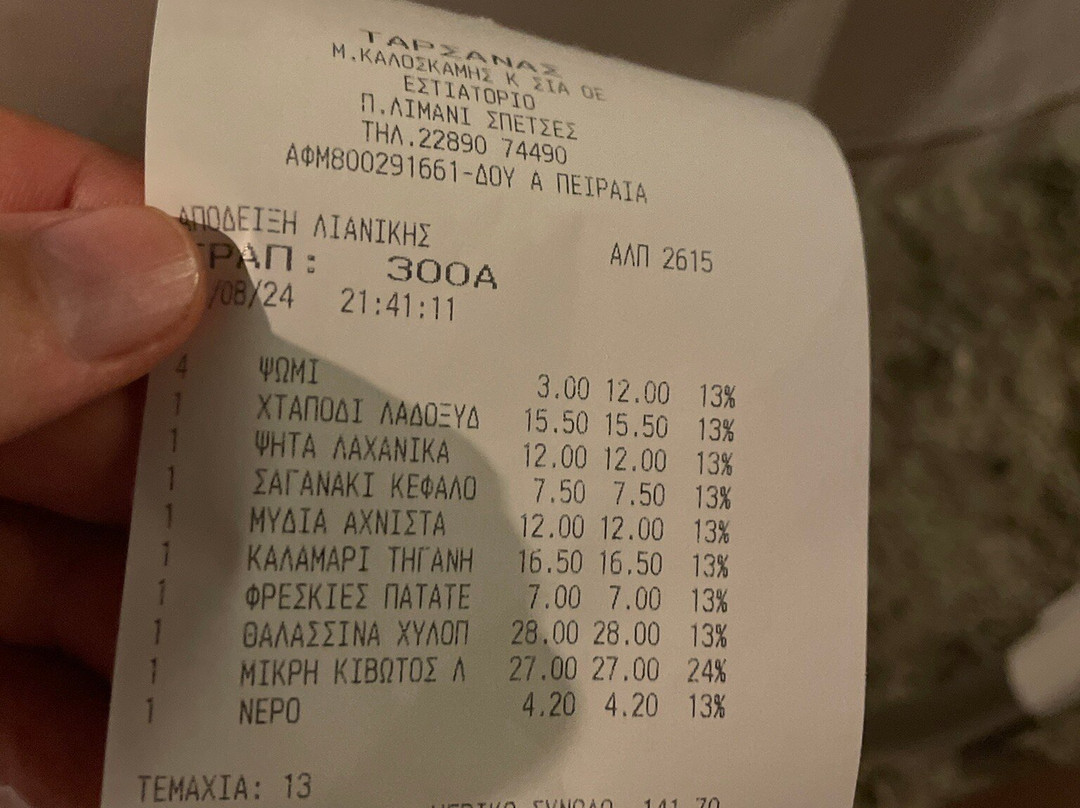 ΤΑΡΣΑΝΑΣ
Μ.ΚΑΛΟΣΚΑΜΗΣ Κ ΣΙΑ ΟΕ
ΕΣΤΙΑΤΟΡΙΟ
Π.ΛΙΜΑΝΙ ΣΠΕΤΣΕΣ
ΤΗΛ.22890 74490
ΑΦΜ800291661-ΔΟΥ Α ΠΕΙΡΑΙΑ
ΑΠΟΔΕΙΞΗ ΛΙΑΝΙΚΗΣ ΑΛΠ 2615
ΤΡΑΠ: 300Α
/08/24 21:41:11
4 ΨΩΜΙ 3.00 12.00 13%
1 ΧΤΑΠΟΔΙ ΛΑΔΟΞΥΔ 15.50 15.50 13%
1 ΨΗΤΑ ΛΑΧΑΝΙΚΑ 12.00 12.00 13%
1 ΣΑΓΑΝΑΚΙ ΚΕΦΑΛΟ 7.50 7.50 13%
1 ΜΥΔΙΑ ΑΧΝΙΣΤΑ 12.00 12.00 13%
1 ΚΑΛΑΜΑΡΙ ΤΗΓΑΝΗ 16.50 16.50 13%
1 ΦΡΕΣΚΙΕΣ ΠΑΤΑΤΕ 7.00 7.00 13%
1 ΘΑΛΑΣΣΙΝΑ ΧΥΛΟΠ 28.00 28.00 13%
1 ΜΙΚΡΗ ΚΙΒΩΤΟΣ Λ 27.00 27.00 24%
1 ΝΕΡΟ 4.20 4.20 13%
ΤΕΜΑΧΙΑ: 13
ΣΥΝΟΛΟ 141.70